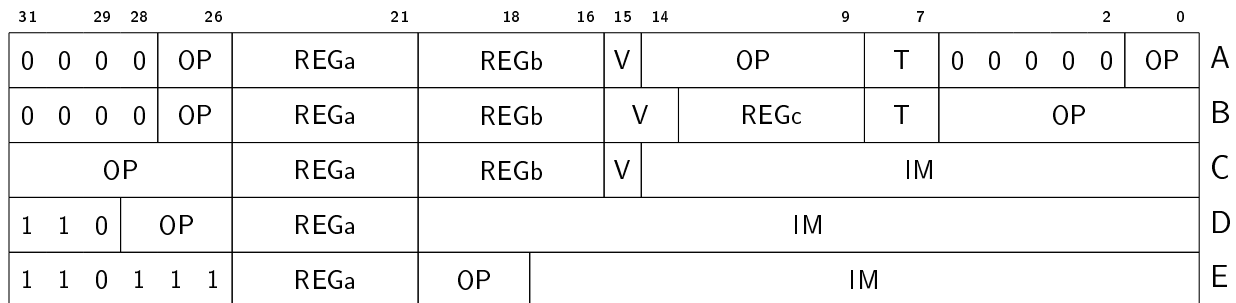 31 29 28 26 21 18 16 15 14 9 7 2 0
0 0 0 0 OP REGa REGb V OP T 0 0 0 0 0 OP A
0 0 0 0 OP REGa REGb V REGc T OP B
OP REGa REGb V IM C
1 1 0 OP REGa IM D
1 1 0 1 1 1 REGa OP IM E